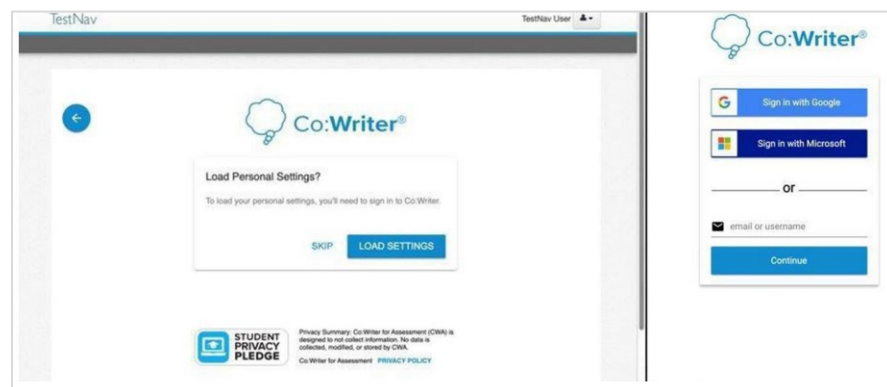 TestNav
TestNav User
Co:Writer®
Load Personal Settings?
To load your personal settings, you'll need to sign in to Co:Writer.
SKIP
LOAD SETTINGS
STUDENT
PRIVACY
PLEDGE
Privacy Summary: Co:Writer for Assessment (CWA) is
designed to not collect information. No data is
collected, modified, or stored by CWA.
Co:Writer for Assessment PRIVACY POLICY
Co:Writer®
Sign in with Google
Sign in with Microsoft
or
email or username
Continue